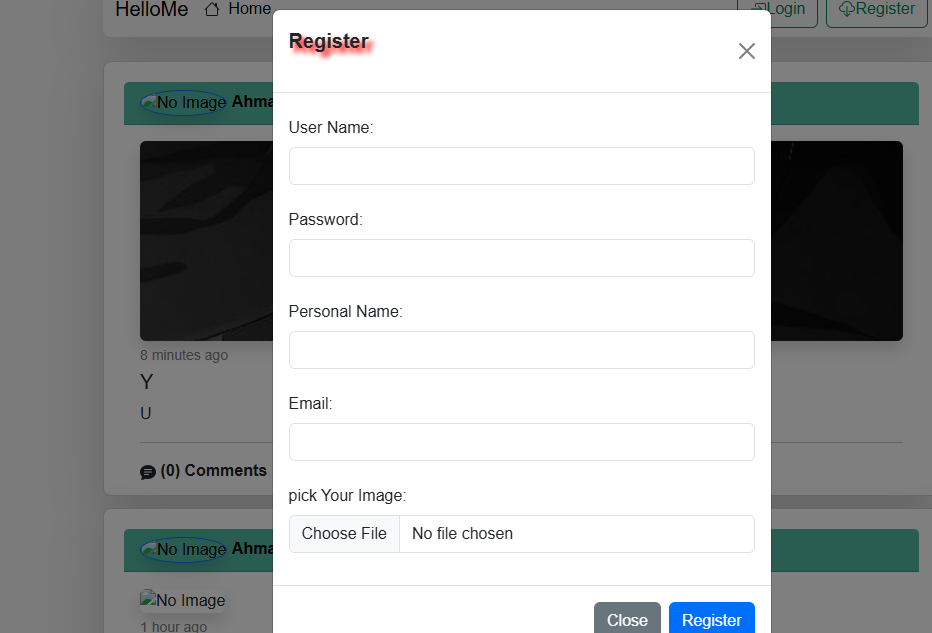 HelloMe Home Login Register
Register
No Image Ahma
User Name:
Password:
Personal Name:
8 minutes ago
Y
Email:
U
(0) Comments
pick Your Image:
Choose File No file chosen
No Image Ahma
No Image
Close Register
1 hour ago